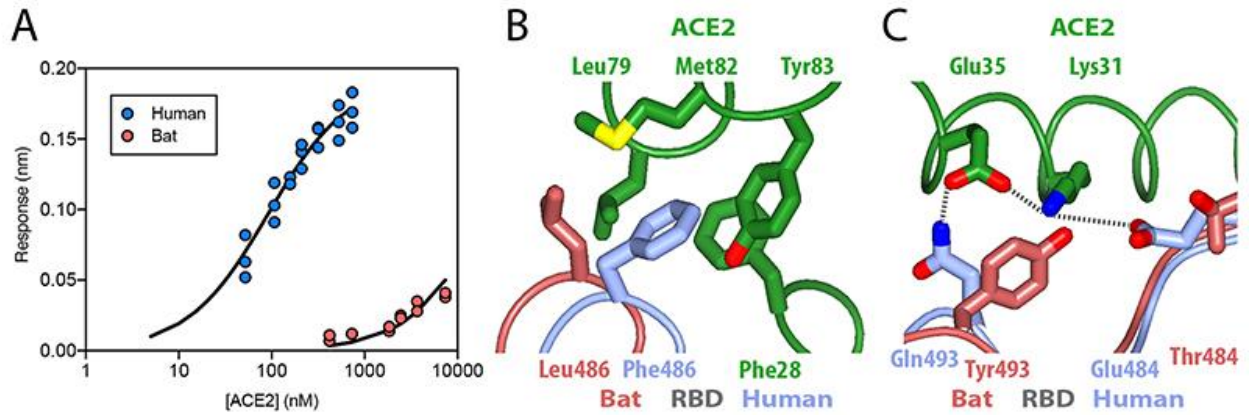 A
0.20
0.15
0.10
0.05
0.00
Response (nm)
Human
Bat
1 10 100 1000 10000
[ACE2] (nM)
B
ACE2
Leu79 Met82 Tyr83
Leu486 Phe486 Phe28
Bat RBD Human
C
ACE2
Glu35 Lys31
Gln493 Tyr493 Glu484 Thr484
Bat RBD Human